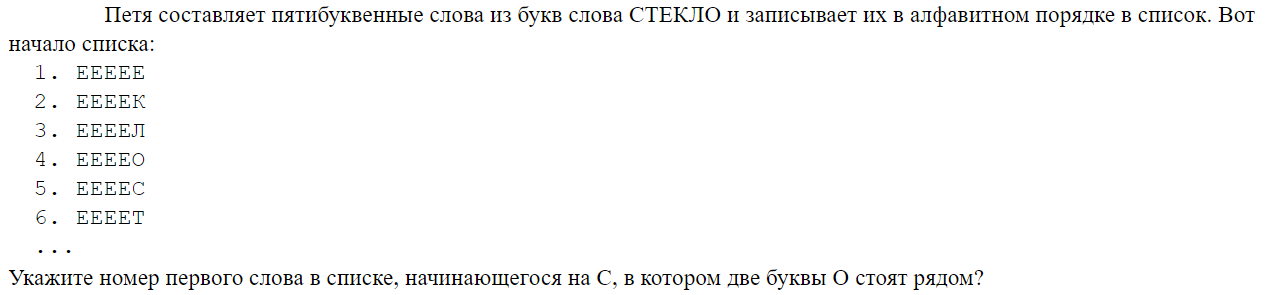 Петя составляет пятибуквенные слова из букв слова СТЕКЛО и записывает их в алфавитном порядке в список. Вот
начало списка:
1. ЕЕЕЕЕ
2. ЕЕЕЕК
3. ЕЕЕЕЛ
4. ЕЕЕЕО
5. ЕЕЕЕС
6. ЕЕЕЕТ
...
Укажите номер первого слова в списке, начинающегося на С, в котором две буквы О стоят рядом?